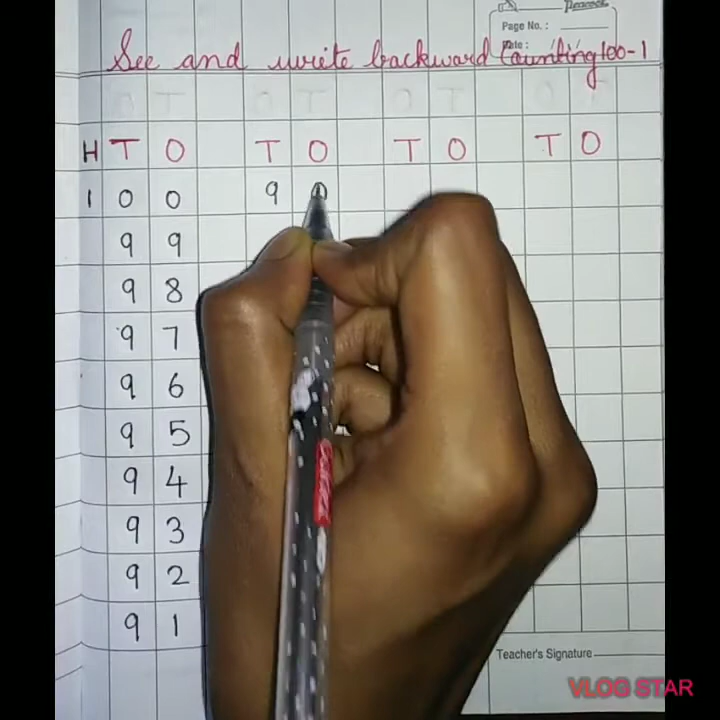 Peacock
Page No. :
Date :
See and write backward Counting 100-1
H T O T O T O T O
1 0 0 9 0
9 9
9 8
9 7
9 6
9 5
9 4
9 3
9 2
9 1
Teacher's Signature
VLOG STAR